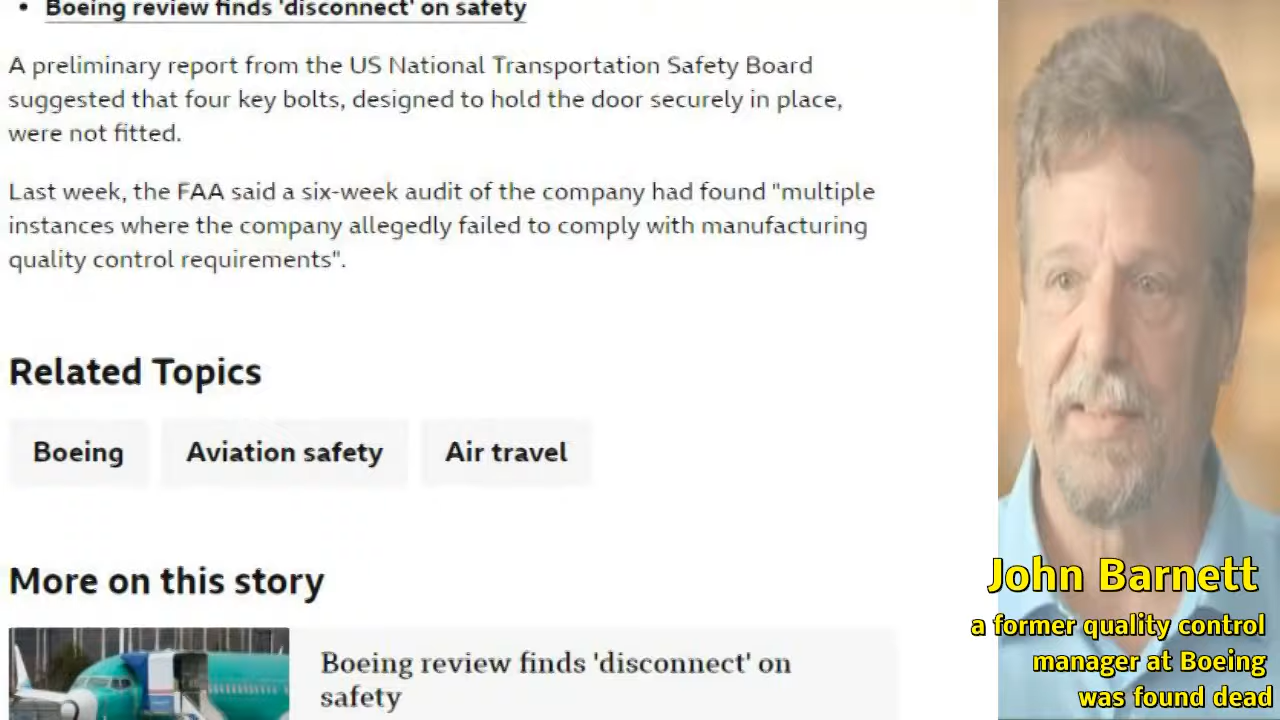 • Boeing review finds 'disconnect' on safety
A preliminary report from the US National Transportation Safety Board
suggested that four key bolts, designed to hold the door securely in place,
were not fitted.
Last week, the FAA said a six-week audit of the company had found "multiple
instances where the company allegedly failed to comply with manufacturing
quality control requirements".
Related Topics
Boeing
Aviation safety
Air travel
More on this story
Boeing review finds 'disconnect' on
safety
John Barnett
a former quality control
manager at Boeing
was found dead